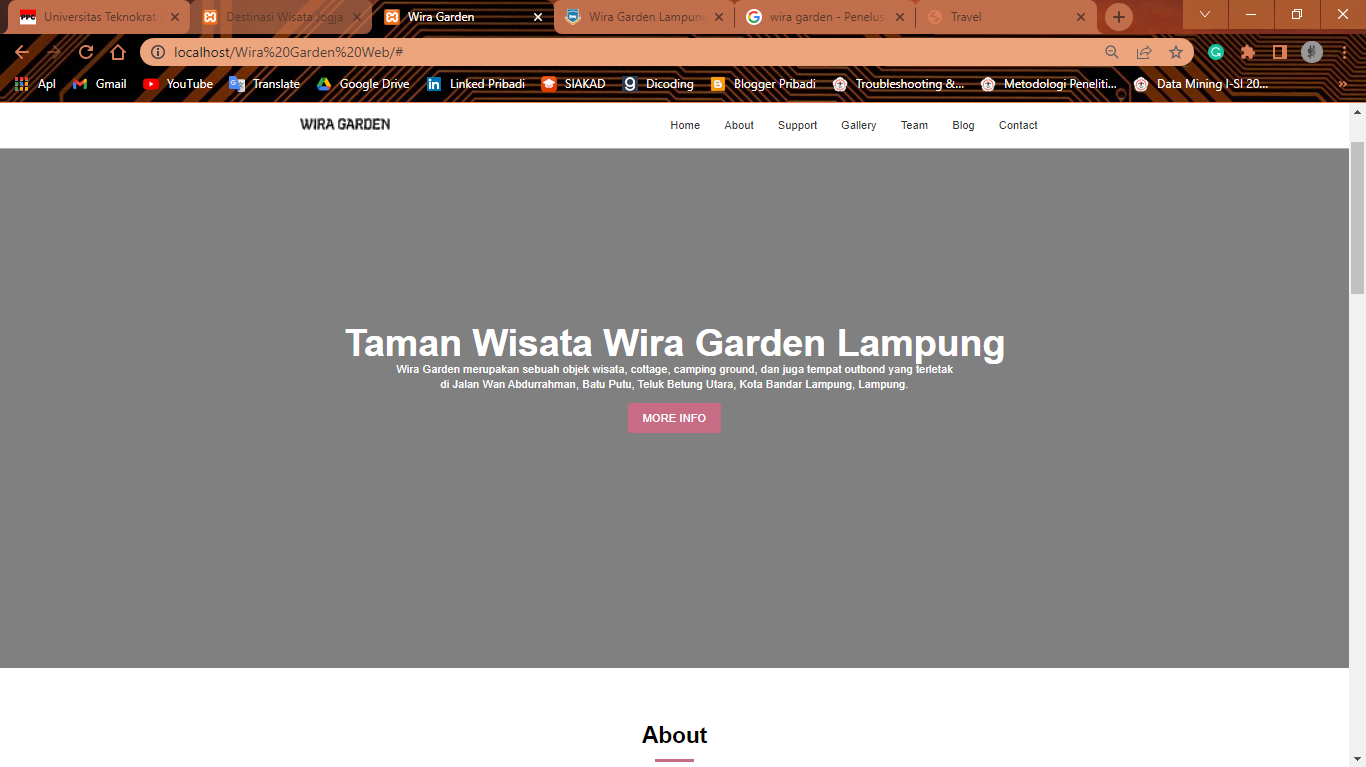 Universitas Teknokrat
Destinasi Wisata Jogja
Wira Garden
Wira Garden Lampung
wira garden - Penelus
Travel
localhost/Wira%20Garden%20Web/#
Apl
Gmail
YouTube
Translate
Google Drive
Linked Pribadi
SIAKAD
Dicoding
Blogger Pribadi
Troubleshooting &...
Metodologi Peneliti...
Data Mining I-SI 20...
WIRA GARDEN
Home
About
Support
Gallery
Team
Blog
Contact
Taman Wisata Wira Garden Lampung
Wira Garden merupakan sebuah objek wisata, cottage, camping ground, dan juga tempat outbond yang terletak
di Jalan Wan Abdurrahman, Batu Putu, Teluk Betung Utara, Kota Bandar Lampung, Lampung.
MORE INFO
About